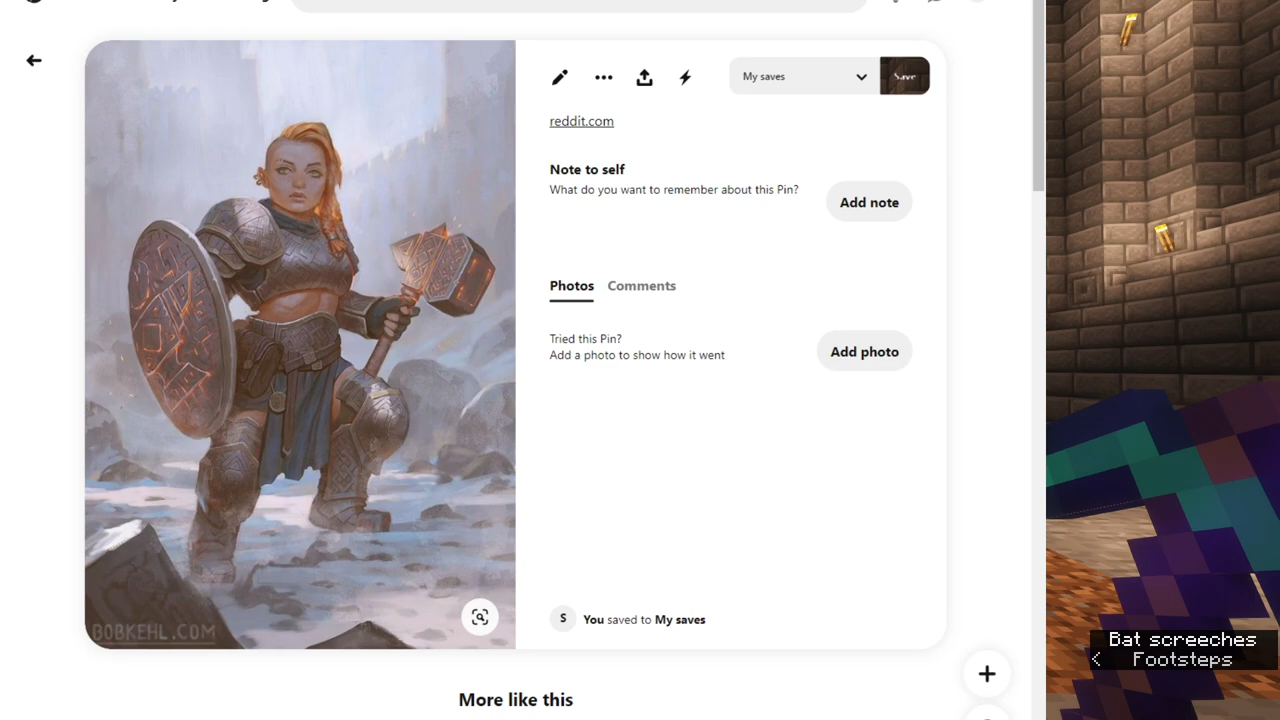 My saves
Save
reddit.com
Note to self
What do you want to remember about this Pin?
Add note
Photos
Comments
Tried this Pin?
Add a photo to show how it went
Add photo
BOBKEHL.COM
S
You saved to My saves
More like this
Bat screeches
< Footsteps